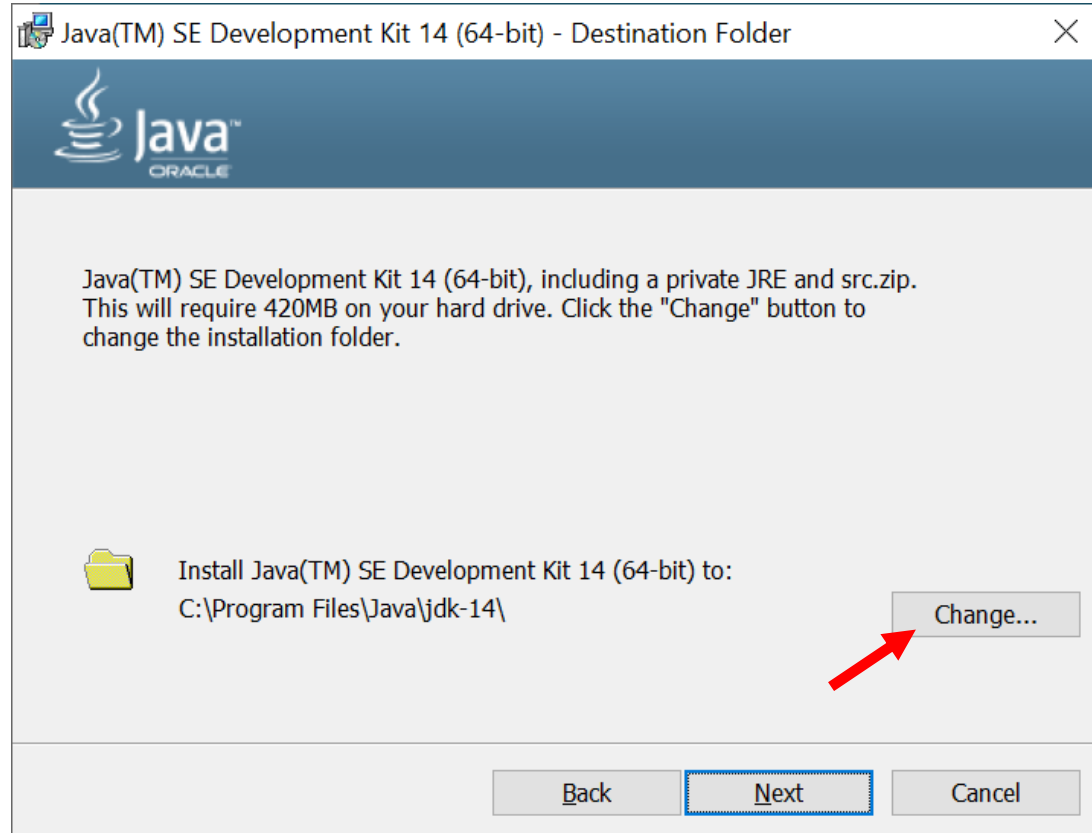 Java(TM) SE Development Kit 14 (64-bit) - Destination Folder
Java™
ORACLE
Java(TM) SE Development Kit 14 (64-bit), including a private JRE and src.zip.
This will require 420MB on your hard drive. Click the "Change" button to
change the installation folder.
Install Java(TM) SE Development Kit 14 (64-bit) to:
C:\Program Files\Java\jdk-14\
Change...
Back
Next
Cancel